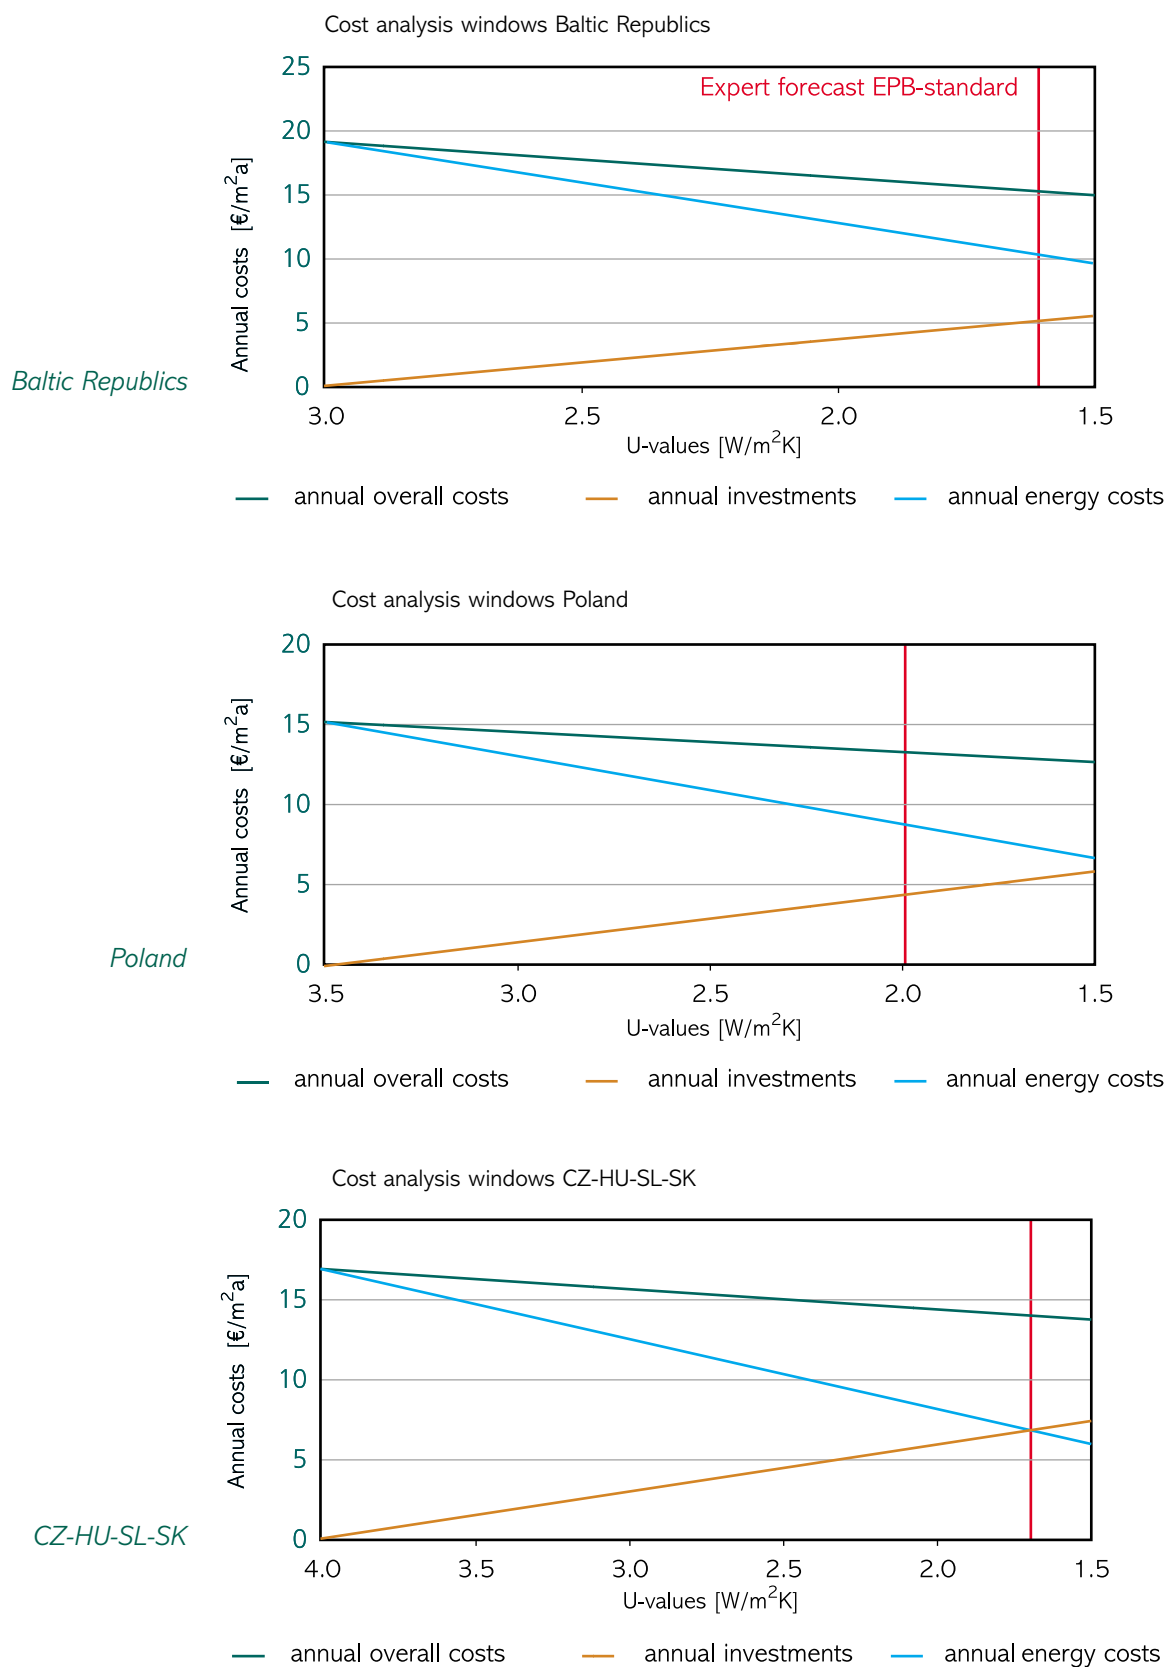 Cost analysis windows Baltic Republics
25
Expert forecast EPB-standard
20
15
10
5
0
Annual costs [€/m²a]
Baltic Republics
3.0 2.5 2.0 1.5
U-values [W/m²K]
annual overall costs annual investments annual energy costs
Cost analysis windows Poland
20
15
10
5
0
Annual costs [€/m²a]
Poland
3.5 3.0 2.5 2.0 1.5
U-values [W/m²K]
annual overall costs annual investments annual energy costs
Cost analysis windows CZ-HU-SL-SK
20
15
10
5
0
Annual costs [€/m²a]
CZ-HU-SL-SK
4.0 3.5 3.0 2.5 2.0 1.5
U-values [W/m²K]
annual overall costs annual investments annual energy costs